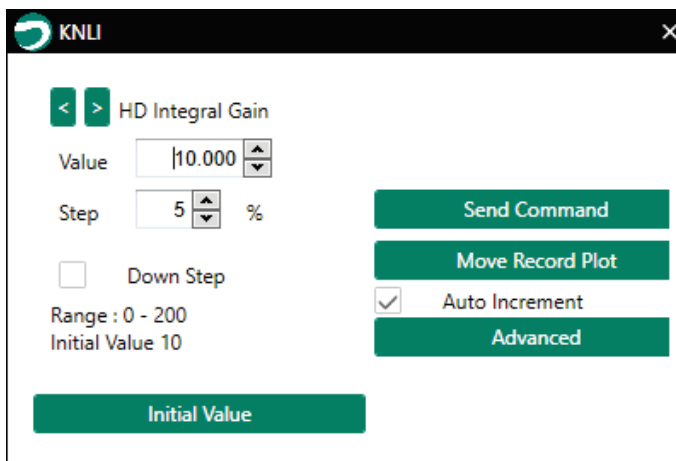 KNLI
< > HD Integral Gain
Value 10.000
Step 5 %
Send Command
Move Record Plot
Down Step
Auto Increment
Range : 0 - 200
Initial Value 10
Advanced
Initial Value